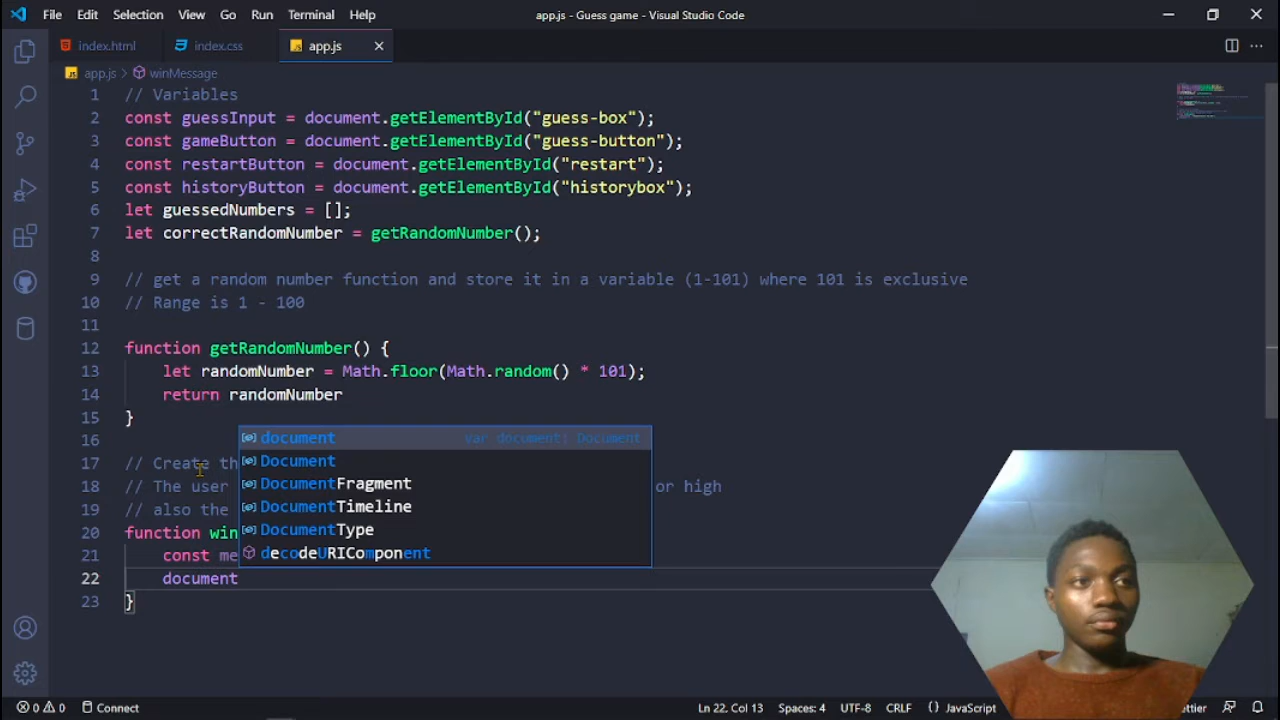 File Edit Selection View Go Run Terminal Help app.js - Guess game - Visual Studio Code
index.html index.css app.js
app.js > winMessage
1 // Variables
2 const guessInput = document.getElementById("guess-box");
3 const gameButton = document.getElementById("guess-button");
4 const restartButton = document.getElementById("restart");
5 const historyButton = document.getElementById("historybox");
6 let guessedNumbers = [];
7 let correctRandomNumber = getRandomNumber();
8
9 // get a random number function and store it in a variable (1-101) where 101 is exclusive
10 // Range is 1 - 100
11
12 function getRandomNumber() {
13 let randomNumber = Math.floor(Math.random() * 101);
14 return randomNumber
15 }
16
document var document: Document
17 // Create th
Document
18 // The user or high
DocumentFragment
DocumentTimeline
19 // also the
DocumentType
20 function win
decodeURIComponent
21 const me
22 document
23 }
0 0 Connect Ln 22, Col 13 Spaces: 4 UTF-8 CRLF {} JavaScript